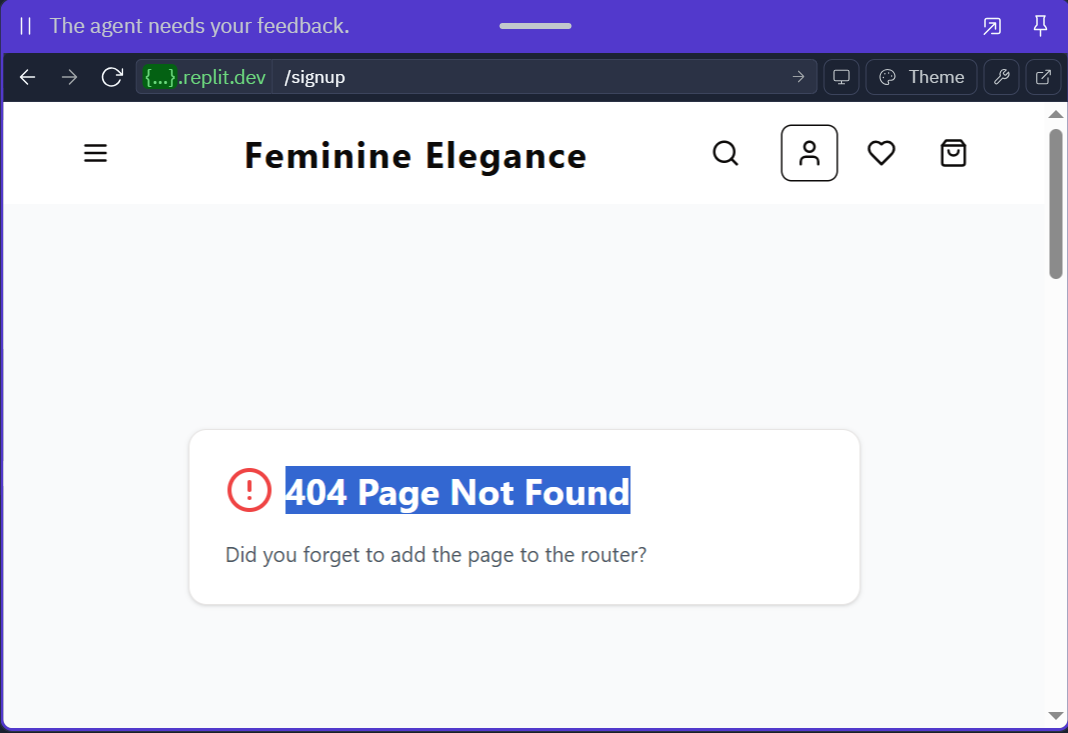 The agent needs your feedback.
{...}.replit.dev /signup Theme
Feminine Elegance
404 Page Not Found
Did you forget to add the page to the router?